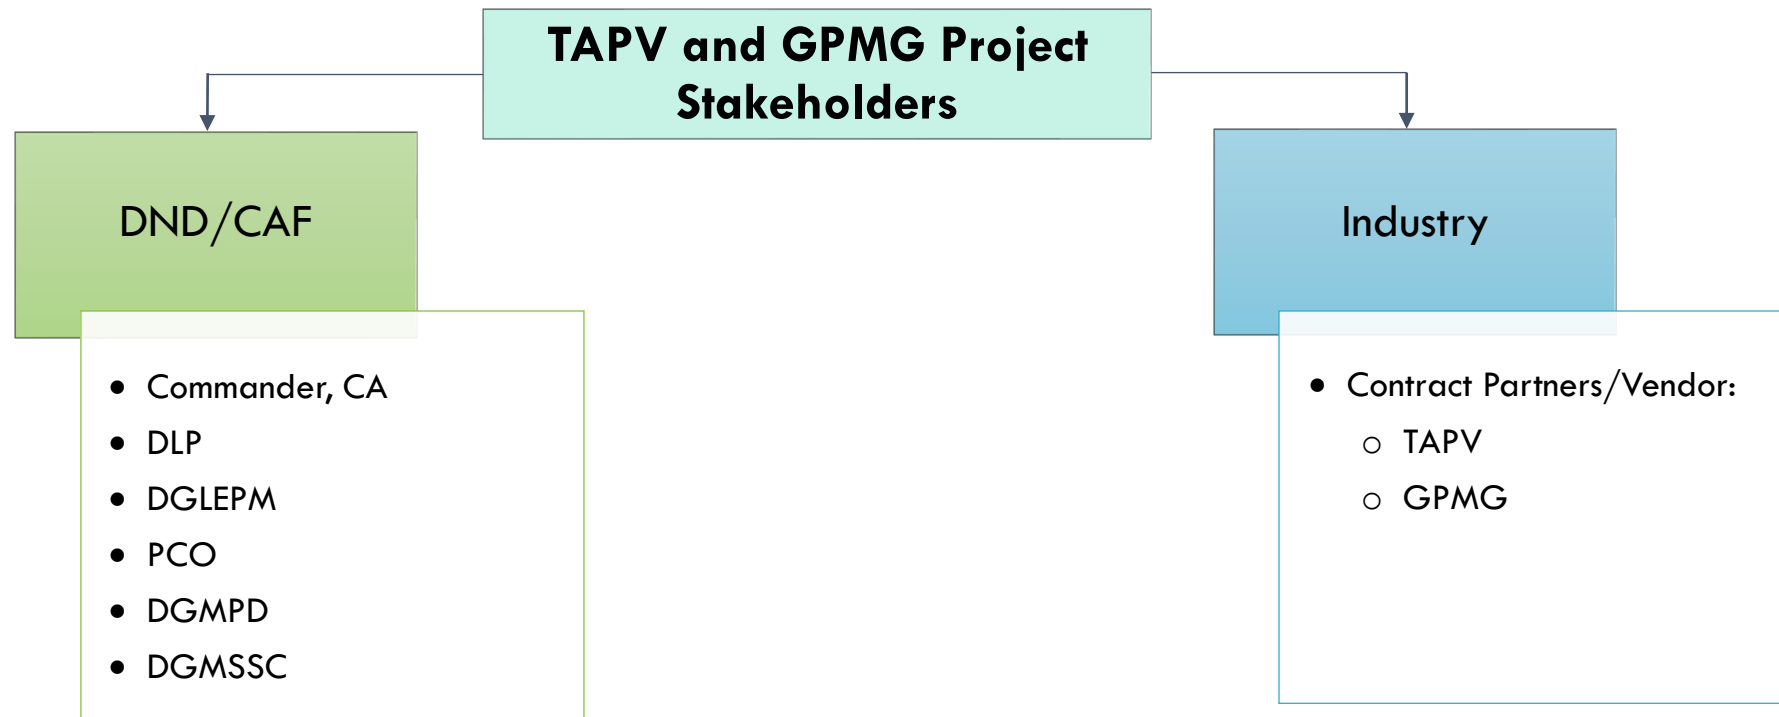 TAPV and GPMG Project
Stakeholders
DND/CAF
• Commander, CA
• DLP
• DGLEPM
• PCO
• DGMPD
• DGMSSC
Industry
• Contract Partners/Vendor:
o TAPV
o GPMG